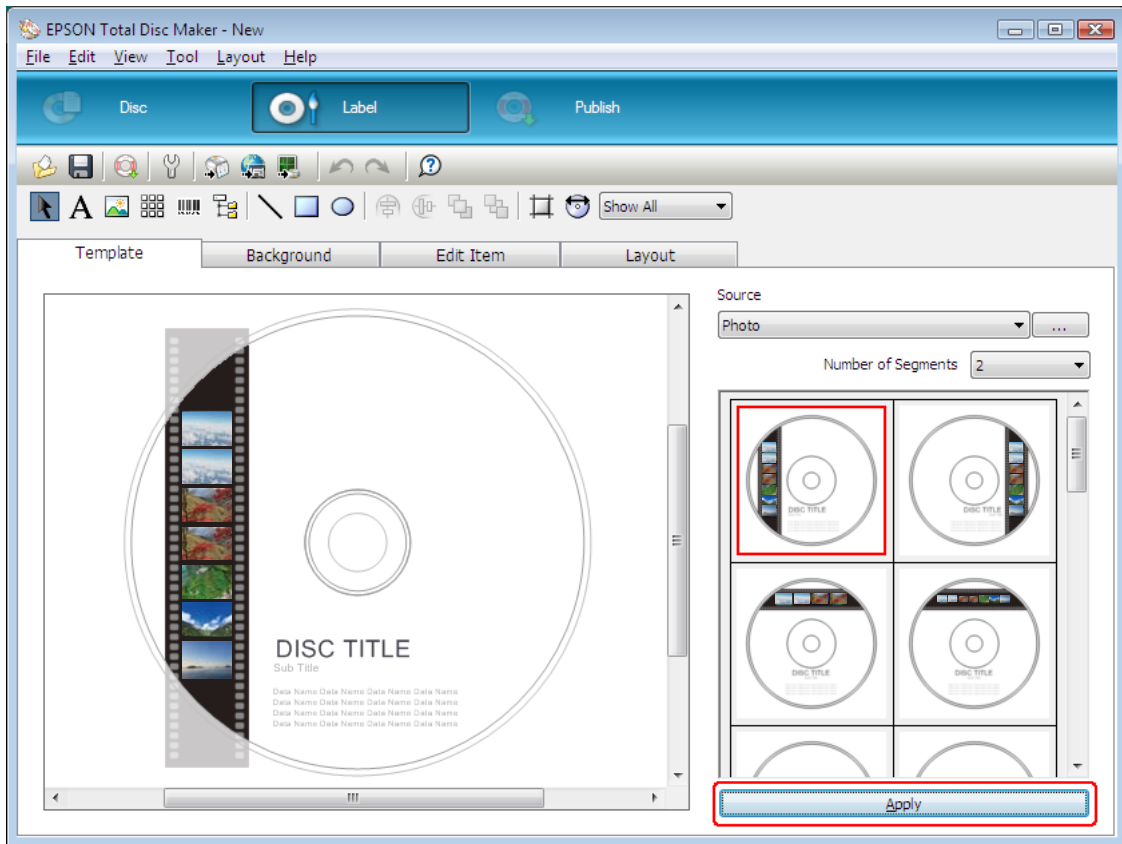 EPSON Total Disc Maker - New
File Edit View Tool Layout Help
Disc Label Publish
A Show All
Template Background Edit Item Layout
Source
Photo ...
Number of Segments 2
DISC TITLE
Sub Title
Data Name Data Name Data Name Data Name
Data Name Data Name Data Name Data Name
Data Name Data Name Data Name Data Name
Data Name Data Name Data Name Data Name
DISC TITLE
DISC TITLE
DISC TITLE
DISC TITLE
Apply